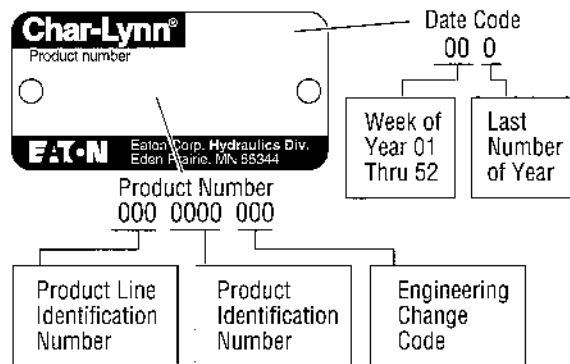 Char-Lynn®
Product number
EATON
Eaton Corp. Hydraulics Div.
Eden Prairie, MN 55344
Date Code
00 0
Week of
Year 01
Thru 52
Last
Number
of Year
Product Number
000 0000 000
Product Line
Identification
Number
Product
Identification
Number
Engineering
Change
Code